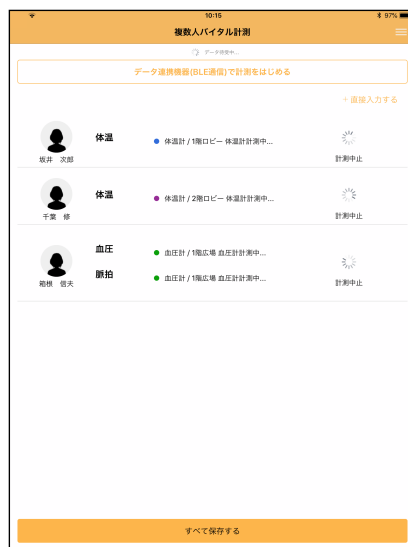 10:15
97%
複数人バイタル計測
データ受信中...
データ連携機器(BLE通信)で計測をはじめる
+ 直接入力する
体温
体温計 / 1階ロビー 体温計計測中...
坂井 次郎
計測中止
体温
体温計 / 2階ロビー 体温計計測中...
千葉 修
計測中止
血圧
血圧計 / 1階広場 血圧計計測中...
脈拍
血圧計 / 1階広場 血圧計計測中...
箱根 信夫
計測中止
すべて保存する